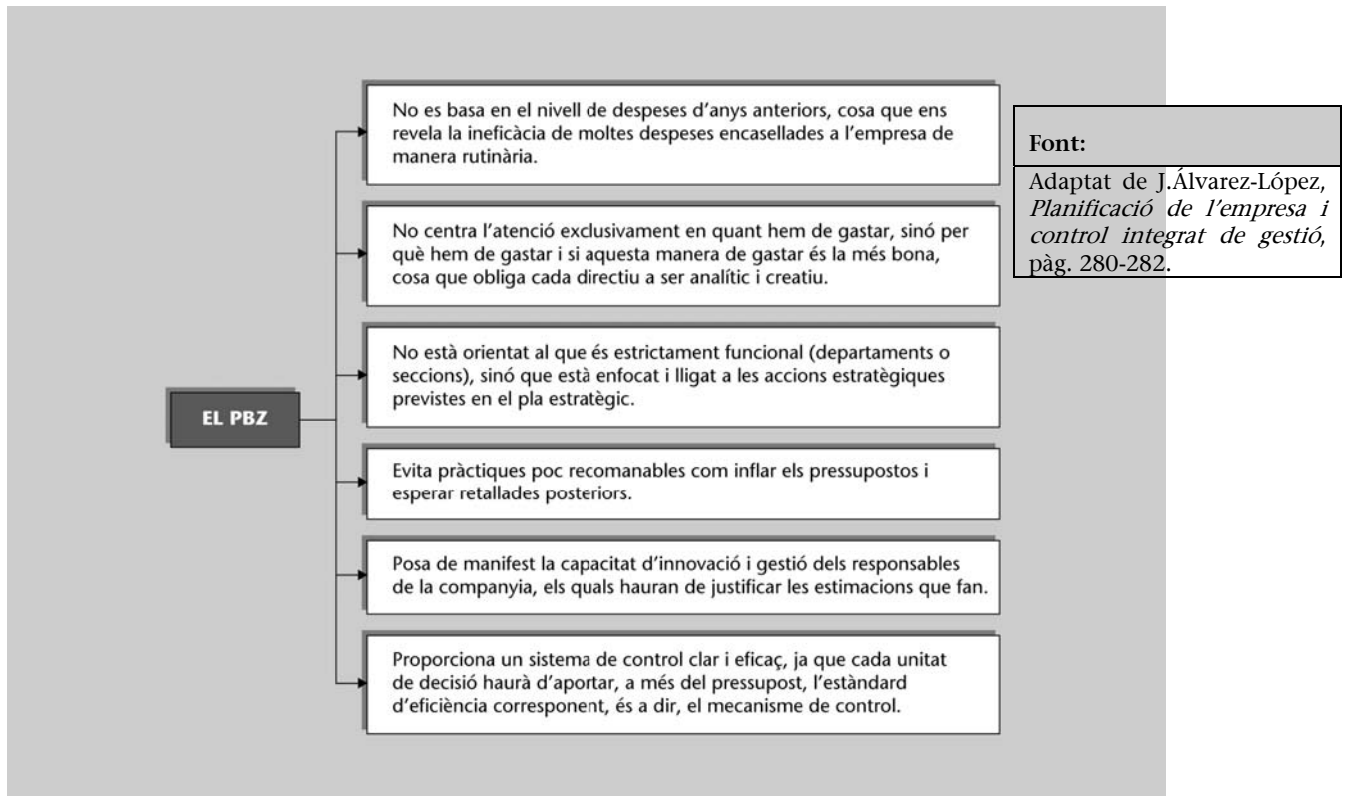 No es basa en el nivell de despeses d'anys anteriors, cosa que ens
revela la ineficàcia de moltes despeses encasellades a l'empresa de
manera rutinària.
No centra l'atenció exclusivament en quant hem de gastar, sinó per
què hem de gastar i si aquesta manera de gastar és la més bona,
cosa que obliga cada directiu a ser analític i creatiu.
No està orientat al que és estrictament funcional (departaments o
seccions), sinó que està enfocat i lligat a les accions estratègiques
previstes en el pla estratègic.
EL PBZ
Evita pràctiques poc recomanables com inflar els pressupostos i
esperar retallades posteriors.
Posa de manifest la capacitat d'innovació i gestió dels responsables
de la companyia, els quals hauran de justificar les estimacions que fan.
Proporciona un sistema de control clar i eficaç, ja que cada unitat
de decisió haurà d'aportar, a més del pressupost, l'estàndard
d'eficiència corresponent, és a dir, el mecanisme de control.
Font:
Adaptat de J.Álvarez-López,
Planificació de l'empresa i
control integrat de gestió,
pàg. 280-282.